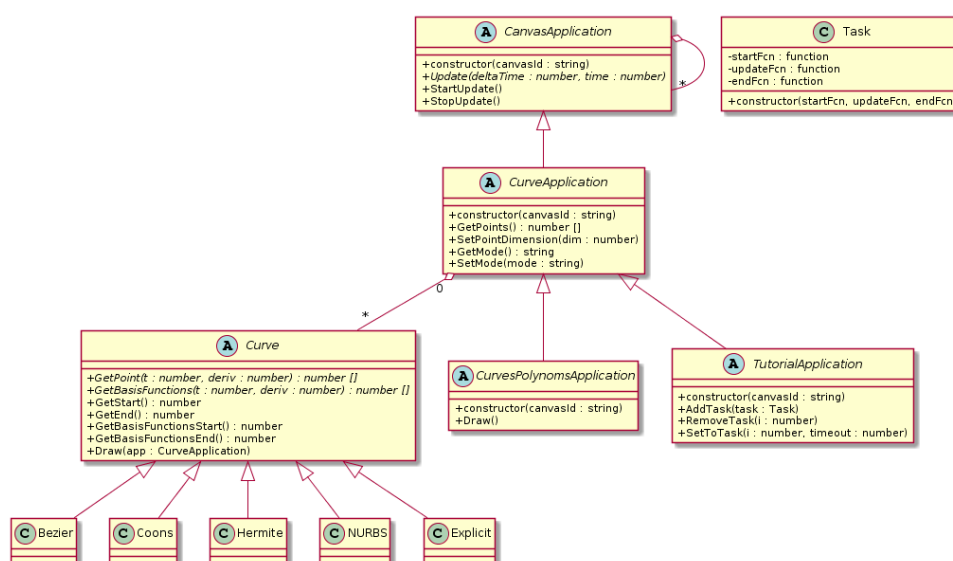 A CanvasApplication
+constructor(canvasId : string)
+Update(deltaTime : number, time : number)
+StartUpdate()
+StopUpdate()
*
C Task
-startFcn : function
-updateFcn : function
-endFcn : function
+constructor(startFcn, updateFcn, endFcn
A CurveApplication
+constructor(canvasId : string)
+GetPoints() : number []
+SetPointDimension(dim : number)
+GetMode() : string
+SetMode(mode : string)
0
*
A Curve
+GetPoint(t : number, deriv : number) : number []
+GetBasisFunctions(t : number, deriv : number) : number []
+GetStart() : number
+GetEnd() : number
+GetBasisFunctionsStart() : number
+GetBasisFunctionsEnd() : number
+Draw(app : CurveApplication)
A CurvesPolynomsApplication
+constructor(canvasId : string)
+Draw()
A TutorialApplication
+constructor(canvasId : string)
+AddTask(task : Task)
+RemoveTask(i : number)
+SetToTask(i : number, timeout : number)
C Bezier
C Coons
C Hermite
C NURBS
C Explicit